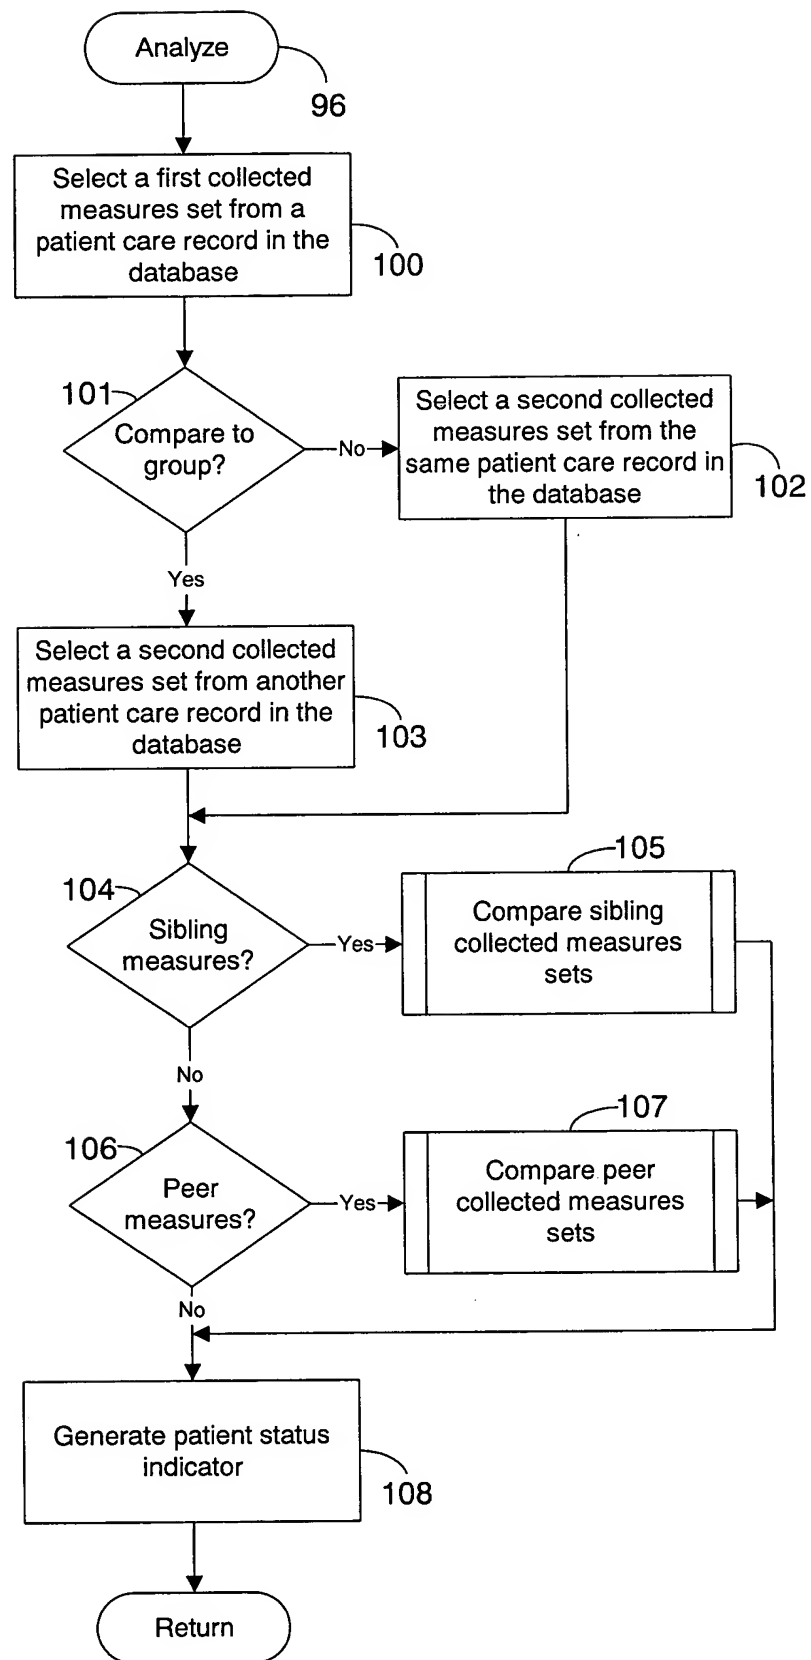 Analyze
96
Select a first collected
measures set from a
patient care record in the
database
100
101
Compare to
group?
No
Select a second collected
measures set from the
same patient care record in
the database
102
Yes
Select a second collected
measures set from another
patient care record in the
database
103
104
Sibling
measures?
Yes
105
Compare sibling
collected measures
sets
No
106
Peer
measures?
Yes
107
Compare peer
collected measures
sets
No
Generate patient status
indicator
108
Return